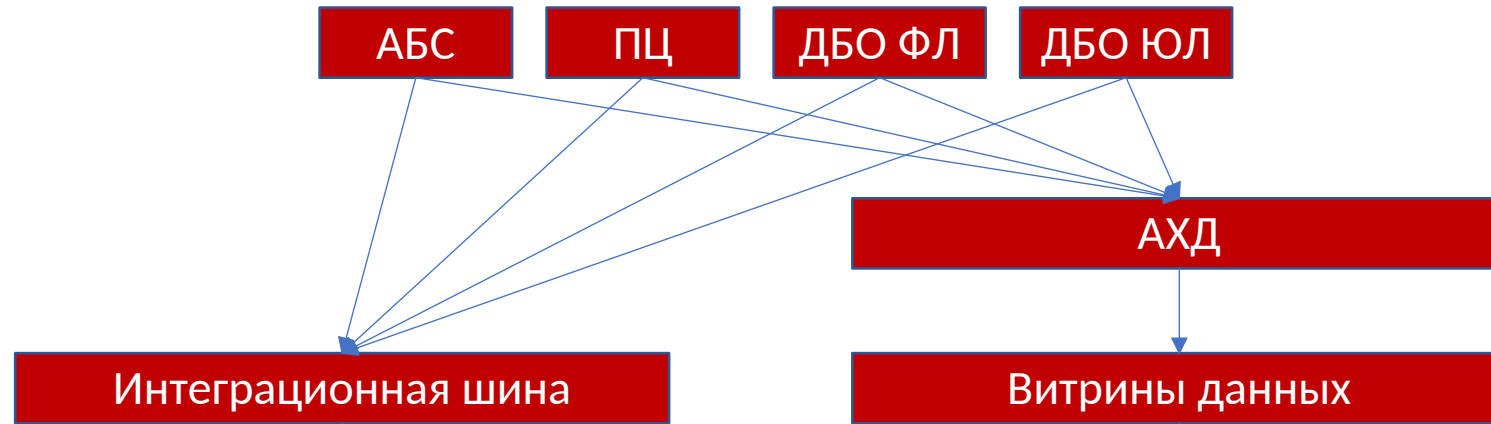 АБС
ПЦ
ДБО ФЛ
ДБО ЮЛ
АХД
Интеграционная шина
Витрины данных